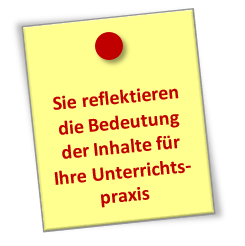 Sie reflektieren
die Bedeutung
der Inhalte für
Ihre Unterrichts-
praxis